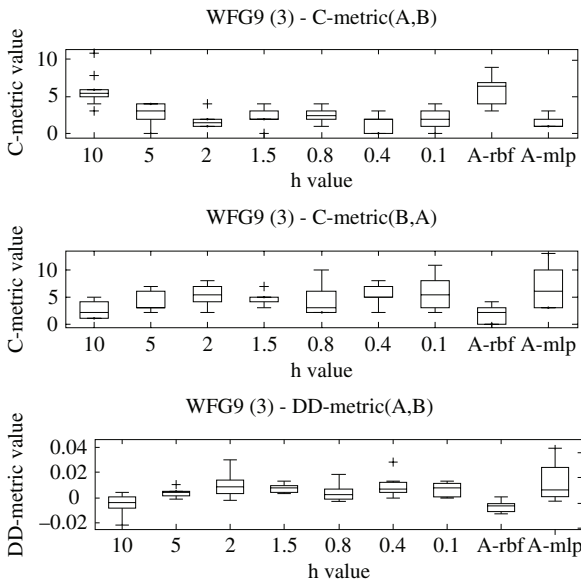 WFG9 (3) - C-metric(A,B)
C-metric value
10
5
0
10 5 2 1.5 0.8 0.4 0.1 A-rbf A-mlp
h value
WFG9 (3) - C-metric(B,A)
C-metric value
10
5
0
10 5 2 1.5 0.8 0.4 0.1 A-rbf A-mlp
h value
WFG9 (3) - DD-metric(A,B)
DD-metric value
0.04
0.02
0
−0.02
10 5 2 1.5 0.8 0.4 0.1 A-rbf A-mlp
h value